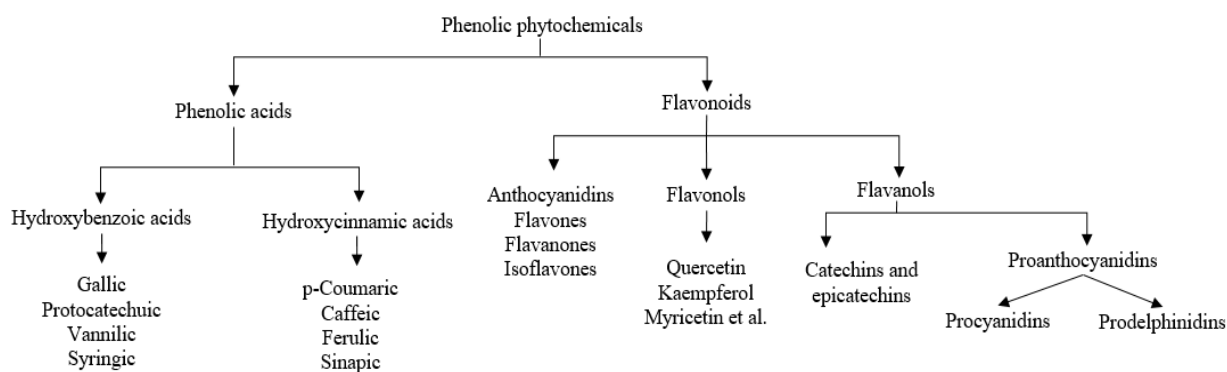 Phenolic phytochemicals
Phenolic acids
Flavonoids
Hydroxybenzoic acids
Hydroxycinnamic acids
Anthocyanidins
Flavones
Flavanones
Isoflavones
Flavonols
Flavanols
Gallic
Protocatechuic
Vannilic
Syringic
p-Coumaric
Caffeic
Ferulic
Sinapic
Quercetin
Kaempferol
Myricetin et al.
Catechins and
epicatechins
Proanthocyanidins
Procyanidins
Prodelphinidins